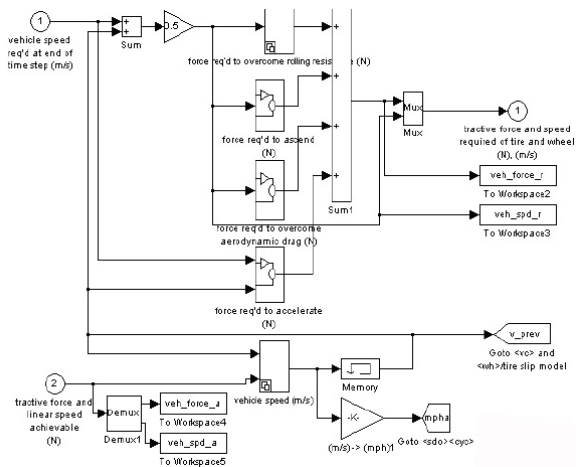 1
vehicle speed
req'd at end of
time step (m/s)
+
+
Sum
0.5
force req'd to overcome rolling resis
e (N)
+
+
+
+
force req'd to ascend
(N)
force req'd to overcome
aerodynamic drag (N)
Sum1
Mux
Mux
1
tractive force and speed
required of tire and wheel
(N), (m/s)
veh_force_r
To Workspace2
veh_spd_r
To Workspace3
force req'd to accelerate
(N)
v_prev
Goto <vc> and
<wh>/tire slip model
2
tractive force and
linear speed
achievable
(N)
Demux
Demux1
veh_force_a
To Workspace4
veh_spd_a
To Workspace5
vehicle speed (m/s)
Memory
-K-
(m/s)-> (mph)1
mpha
Goto <sdo><cyc>